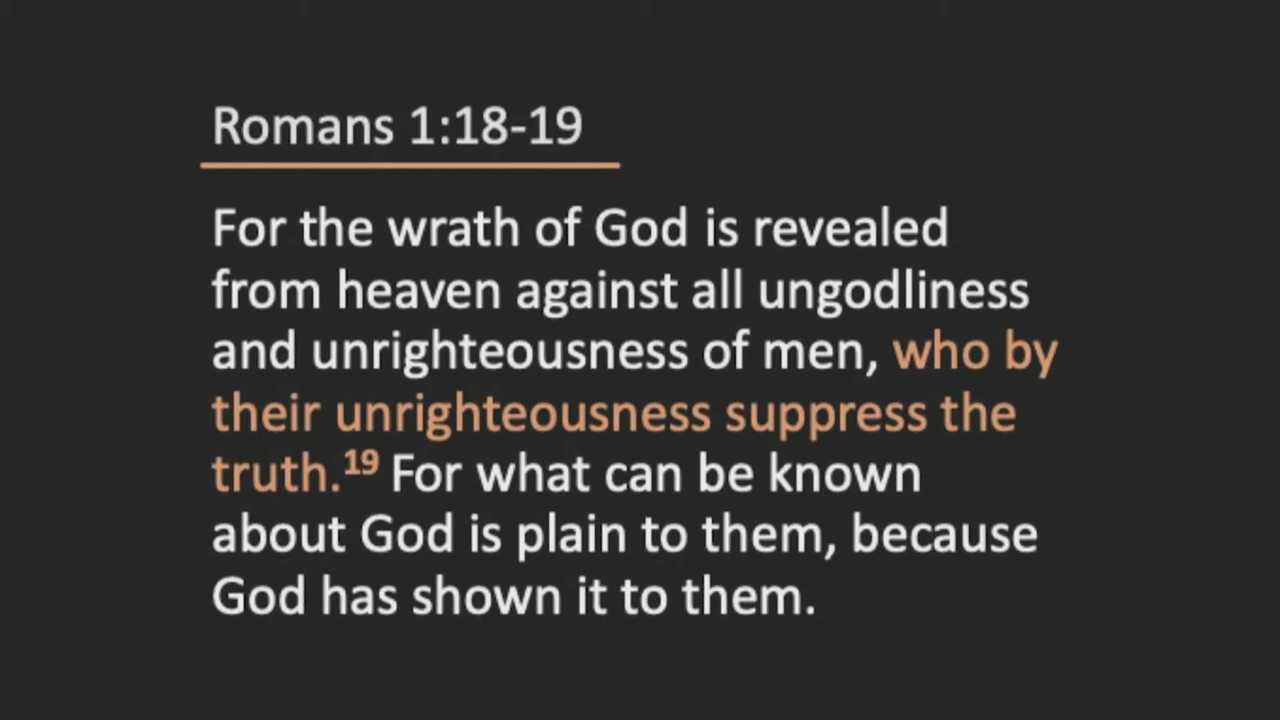 Romans 1:18-19
For the wrath of God is revealed
from heaven against all ungodliness
and unrighteousness of men, who by
their unrighteousness suppress the
truth.¹⁹ For what can be known
about God is plain to them, because
God has shown it to them.